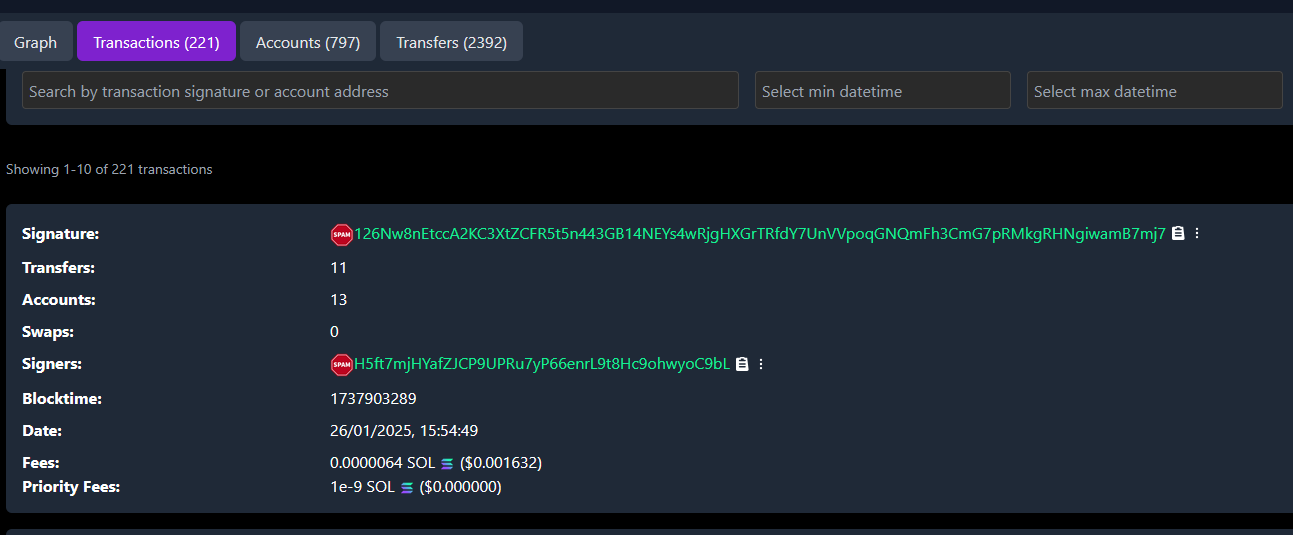 Graph Transactions (221) Accounts (797) Transfers (2392)
Search by transaction signature or account address Select min datetime Select max datetime
Showing 1-10 of 221 transactions
Signature: SPAM 126Nw8nEtccA2KC3XtZCFR5t5n443GB14NEYs4wRjgHXGrTRfdY7UnVVpoqGNQmFh3CmG7pRMkgRHNgiwamB7mj7
Transfers: 11
Accounts: 13
Swaps: 0
Signers: SPAM H5ft7mjHYafZJCP9UPRu7yP66enrL9t8Hc9ohwyoC9bL
Blocktime: 1737903289
Date: 26/01/2025, 15:54:49
Fees: 0.0000064 SOL ($0.001632)
Priority Fees: 1e-9 SOL ($0.000000)